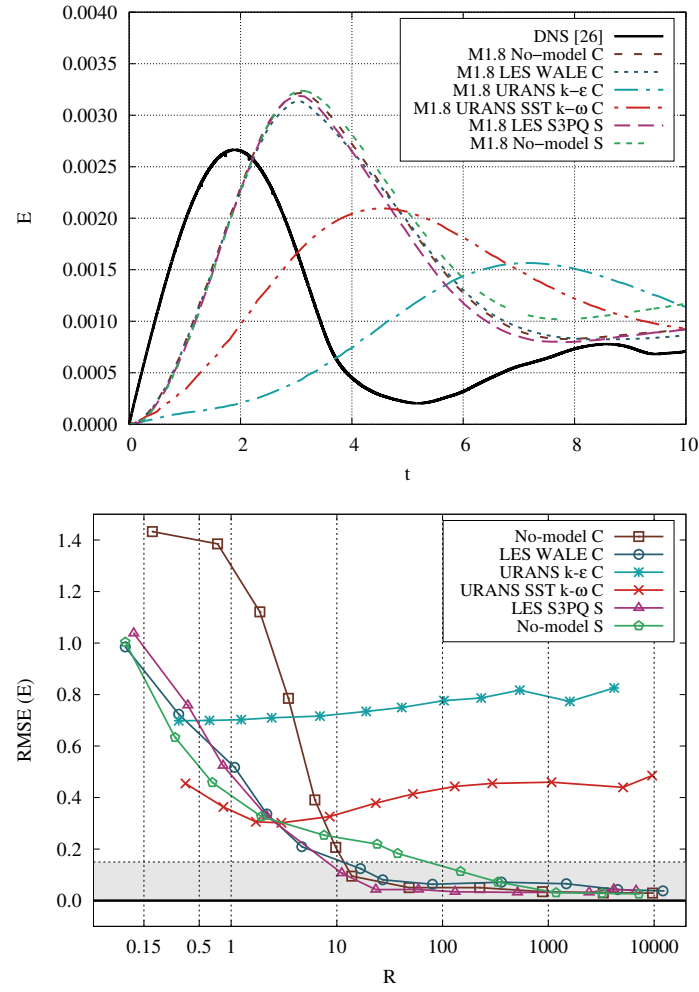 0.0040
0.0035
0.0030
0.0025
0.0020
0.0015
0.0010
0.0005
0.0000
E
DNS [26]
M1.8 No−model C
M1.8 LES WALE C
M1.8 URANS k−ε C
M1.8 URANS SST k−ω C
M1.8 LES S3PQ S
M1.8 No−model S
0 2 4 6 8 10
t
1.4
1.2
1.0
0.8
0.6
0.4
0.2
0.0
RMSE (E)
No-model C
LES WALE C
URANS k-ε C
URANS SST k-ω C
LES S3PQ S
No-model S
0.15 0.5 1 10 100 1000 10000
R